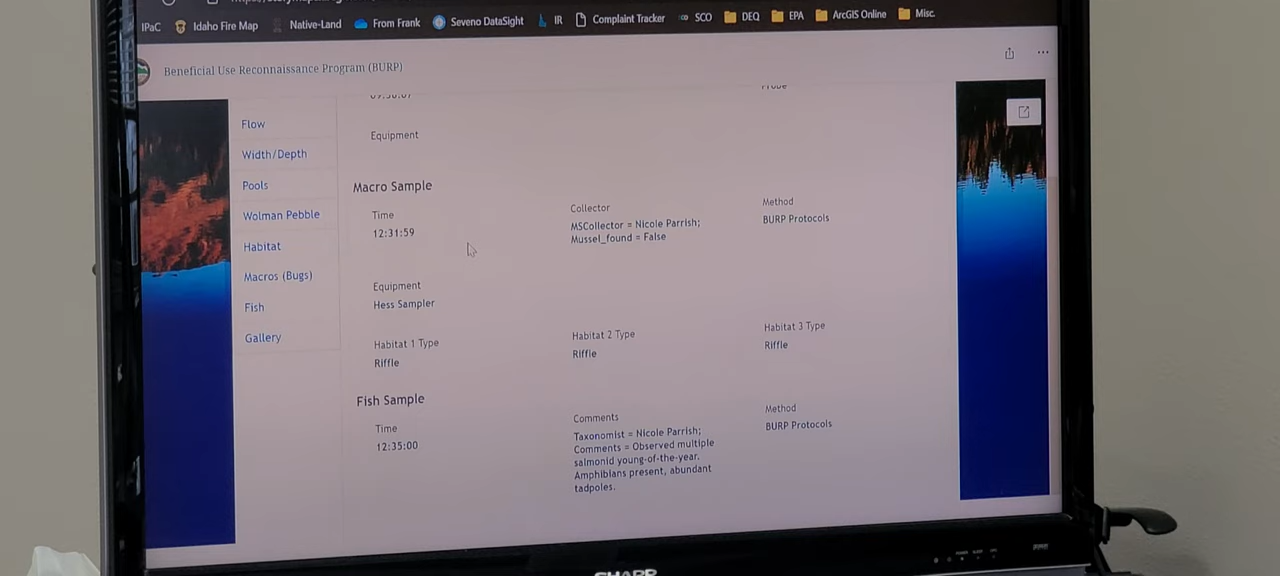 IPaC Idaho Fire Map Native-Land From Frank Seveno DataSight IR Complaint Tracker SCO DEQ EPA ArcGIS Online Misc.
Beneficial Use Reconnaissance Program (BURP)
Flow
Width/Depth
Pools
Wolman Pebble
Habitat
Macros (Bugs)
Fish
Gallery
Probe
Equipment
Macro Sample
Time
12:31:59
Collector
MSCollector = Nicole Parrish;
Mussel_found = False
Method
BURP Protocols
Equipment
Hess Sampler
Habitat 1 Type
Riffle
Habitat 2 Type
Riffle
Habitat 3 Type
Riffle
Fish Sample
Time
12:35:00
Comments
Taxonomist = Nicole Parrish;
Comments = Observed multiple
salmonid young-of-the-year.
Amphibians present, abundant
tadpoles.
Method
BURP Protocols
SHARP